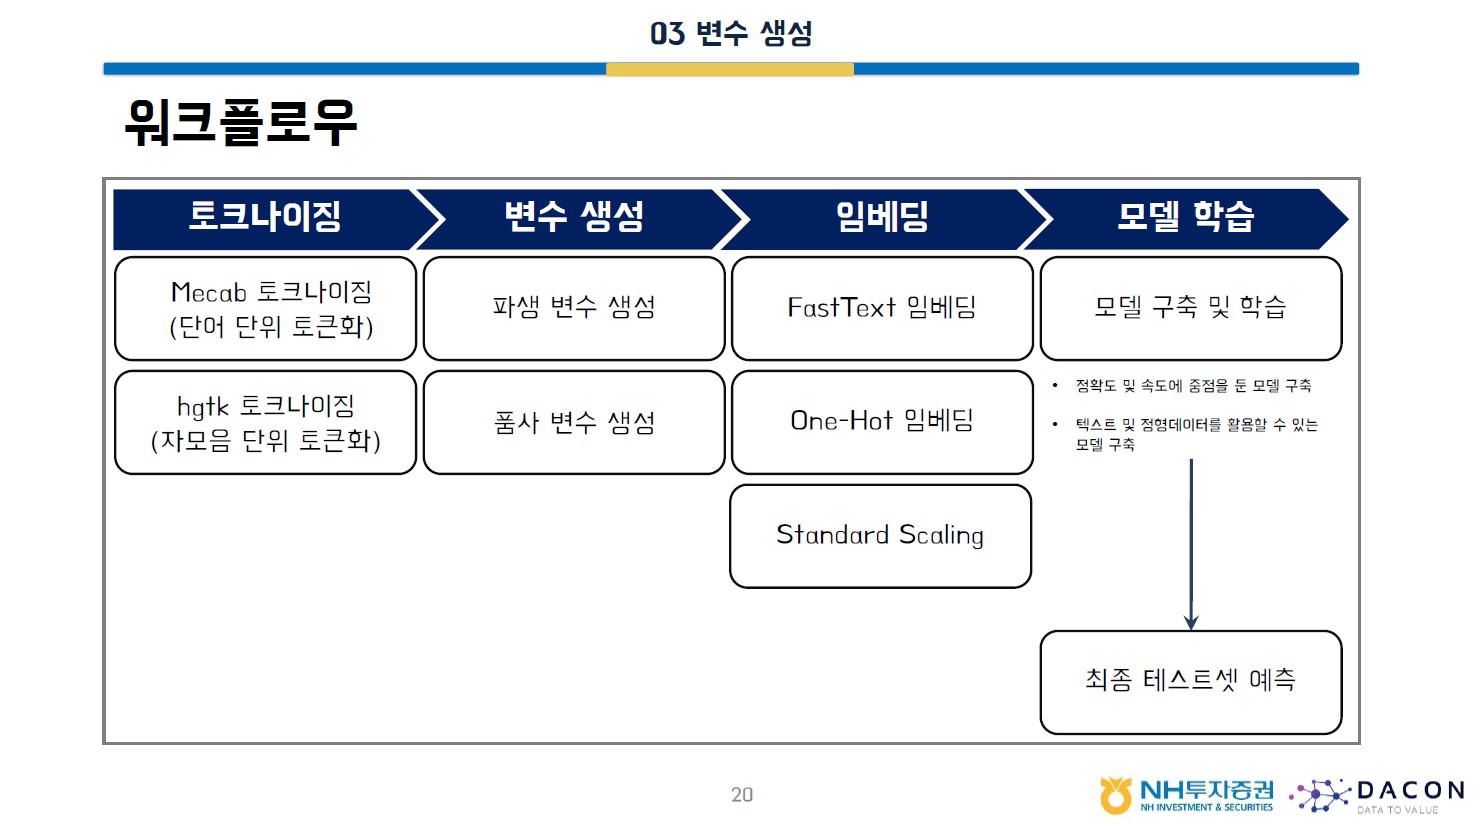 03 변수 생성
워크플로우
토크나이징
변수 생성
임베딩
모델 학습
Mecab 토크나이징
(단어 단위 토큰화)
hgtk 토크나이징
(자모음 단위 토큰화)
파생 변수 생성
품사 변수 생성
FastText 임베딩
One-Hot 임베딩
Standard Scaling
모델 구축 및 학습
• 정확도 및 속도에 중점을 둔 모델 구축
• 텍스트 및 정형데이터를 활용할 수 있는
모델 구축
최종 테스트셋 예측
20
NH투자증권
NH INVESTMENT & SECURITIES
DACON
DATA TO VALUE